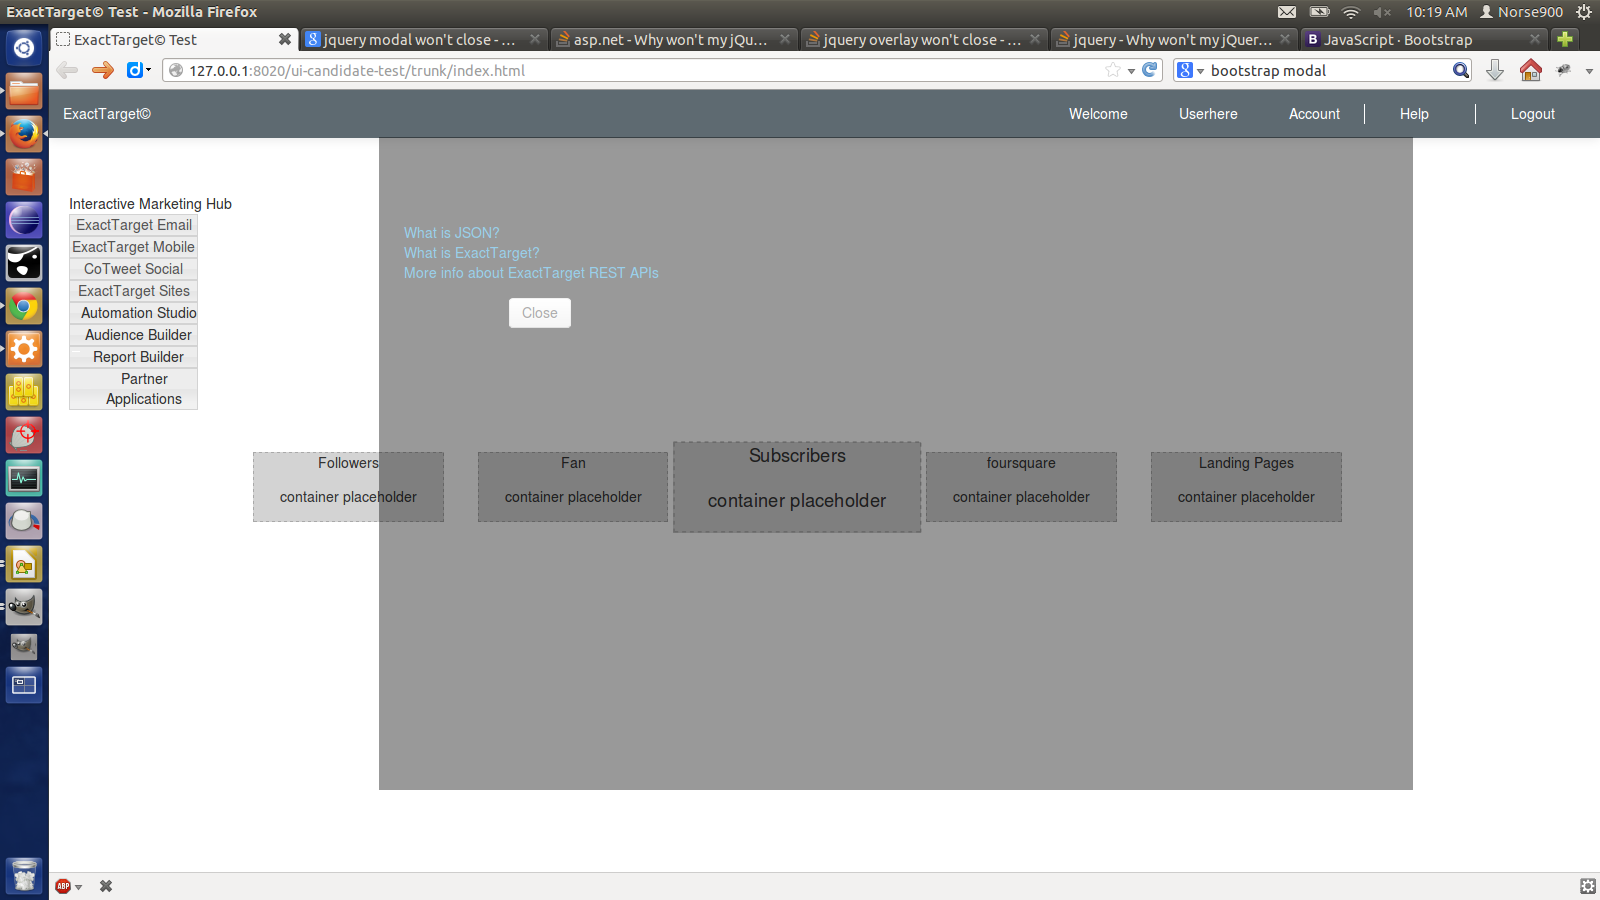 ExactTarget© Test - Mozilla Firefox
10:19 AM
Norse900
ExactTarget© Test
jquery modal won't close - ...
asp.net - Why won't my jQu...
jquery overlay won't close - ...
jquery - Why won't my jQuer...
B JavaScript · Bootstrap
127.0.0.1:8020/ui-candidate-test/trunk/index.html
bootstrap modal
ExactTarget©
Welcome
Userhere
Account
Help
Logout
Interactive Marketing Hub
ExactTarget Email
ExactTarget Mobile
CoTweet Social
ExactTarget Sites
Automation Studio
Audience Builder
Report Builder
Partner
Applications
What is JSON?
What is ExactTarget?
More info about ExactTarget REST APIs
Close
Followers
container placeholder
Fan
container placeholder
Subscribers
container placeholder
foursquare
container placeholder
Landing Pages
container placeholder
ABP